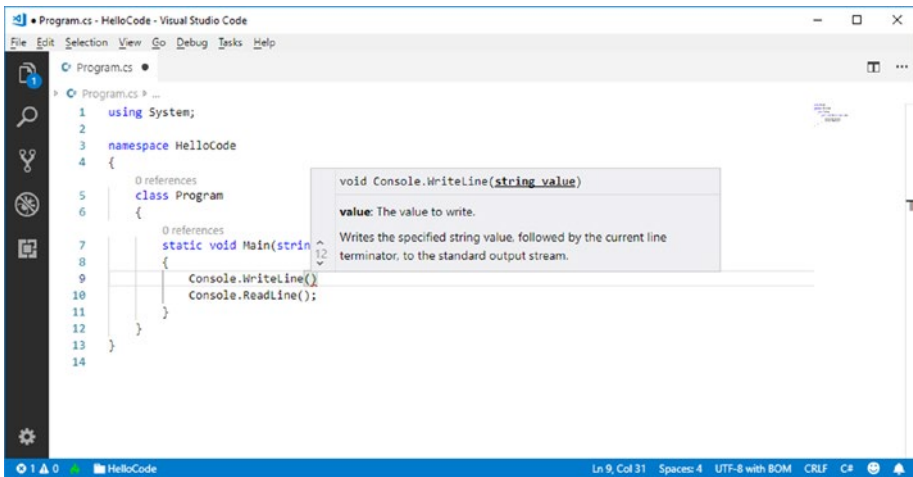 ● Program.cs - HelloCode - Visual Studio Code
File Edit Selection View Go Debug Tasks Help
1
C# Program.cs ●
C# Program.cs ...
1 using System;
2
3 namespace HelloCode
4 {
0 references
5 class Program
6 {
0 references
7 static void Main(strin
8 {
9 Console.WriteLine()
10 Console.ReadLine();
11 }
12 }
13 }
14
void Console.WriteLine(string value)
value: The value to write.
12
Writes the specified string value, followed by the current line
terminator, to the standard output stream.
1 0 HelloCode Ln 9, Col 31 Spaces: 4 UTF-8 with BOM CRLF C#